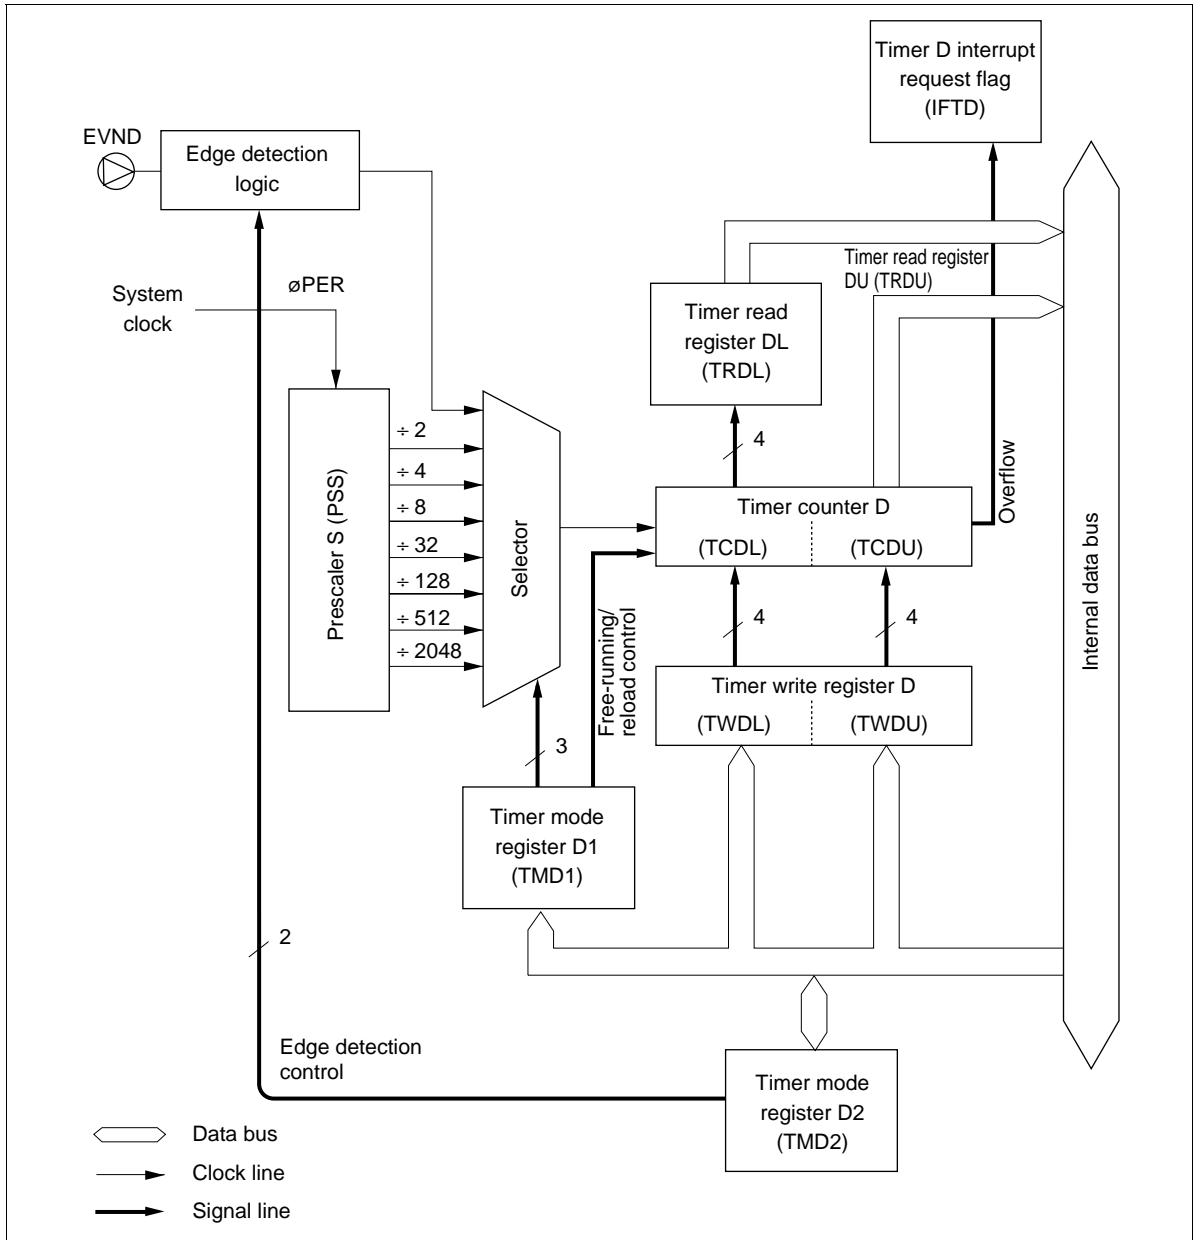 Timer D interrupt
request flag
(IFTD)
EVND
Edge detection
logic
Timer read register
DU (TRDU)
øPER
System
clock
Timer read
register DL
(TRDL)
÷ 2
÷ 4
÷ 8
÷ 32
÷ 128
÷ 512
÷ 2048
Prescaler S (PSS)
Selector
4
Timer counter D
(TCDL)
(TCDU)
Overflow
Internal data bus
4
4
Free-running/
reload control
Timer write register D
(TWDL)
(TWDU)
3
Timer mode
register D1
(TMD1)
2
Edge detection
control
Timer mode
register D2
(TMD2)
Data bus
Clock line
Signal line